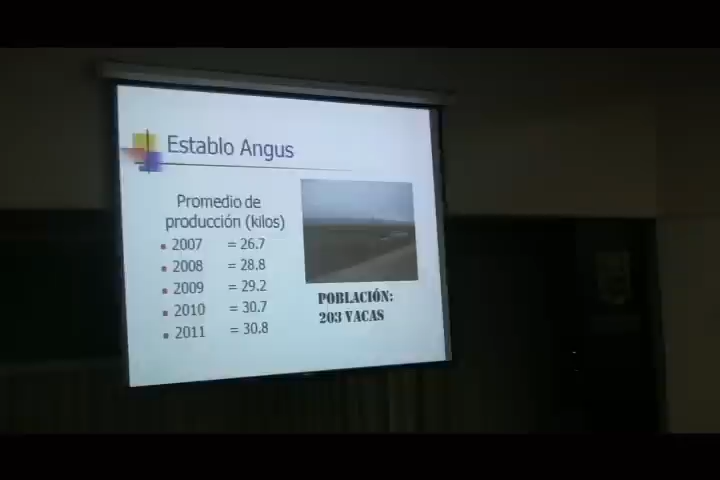 Establo Angus
Promedio de
producción (kilos)
2007 = 26.7
2008 = 28.8
2009 = 29.2
2010 = 30.7
2011 = 30.8
POBLACIÓN:
203 VACAS